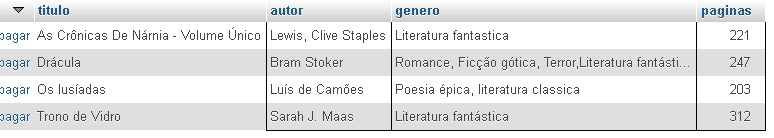 titulo autor genero paginas
pagar As Crônicas De Nárnia - Volume Único Lewis, Clive Staples Literatura fantastica 221
pagar Drácula Bram Stoker Romance, Ficção gótica, Terror,Literatura fantásti... 247
pagar Os lusíadas Luís de Camões Poesia épica, literatura classica 203
pagar Trono de Vidro Sarah J. Maas Literatura fantástica 312